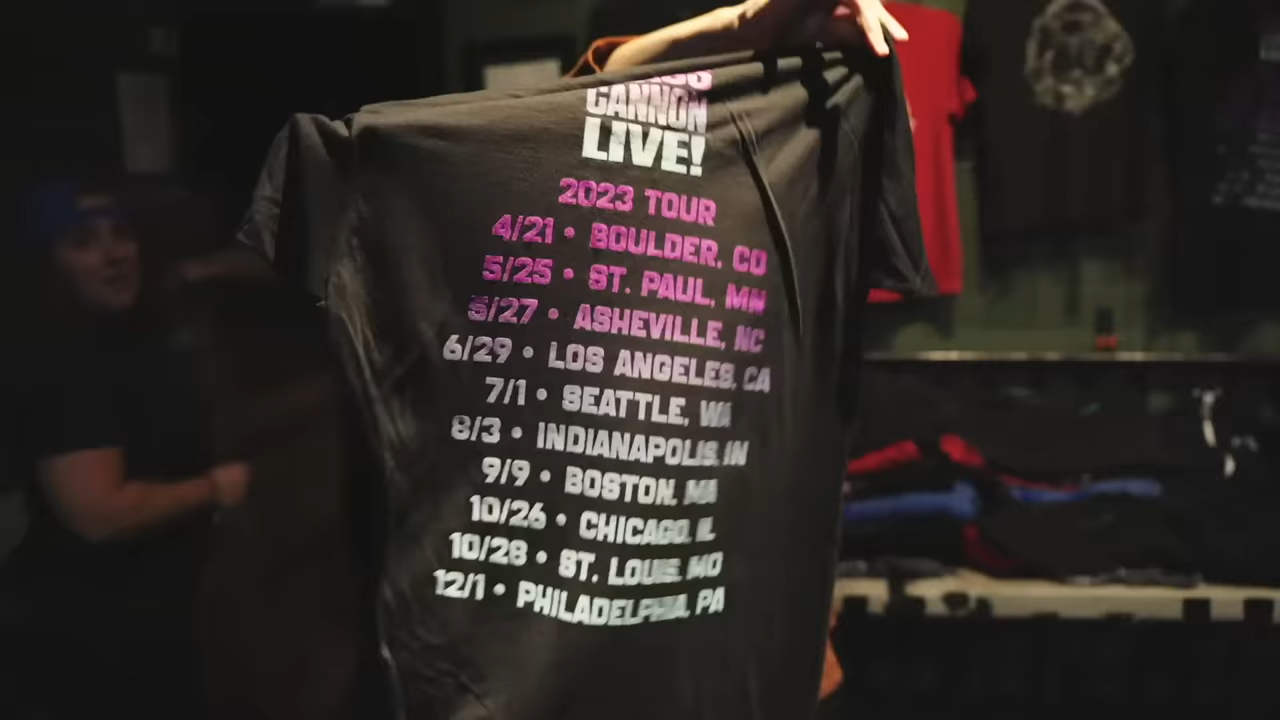 CANNON
LIVE!
2023 TOUR
4/21 • BOULDER, CO
5/25 • ST. PAUL, MN
5/27 • ASHEVILLE, NC
6/29 • LOS ANGELES, CA
7/1 • SEATTLE, WA
8/3 • INDIANAPOLIS, IN
9/9 • BOSTON, MA
10/26 • CHICAGO, IL
10/28 • ST. LOUIS, MO
12/1 • PHILADELPHIA, PA